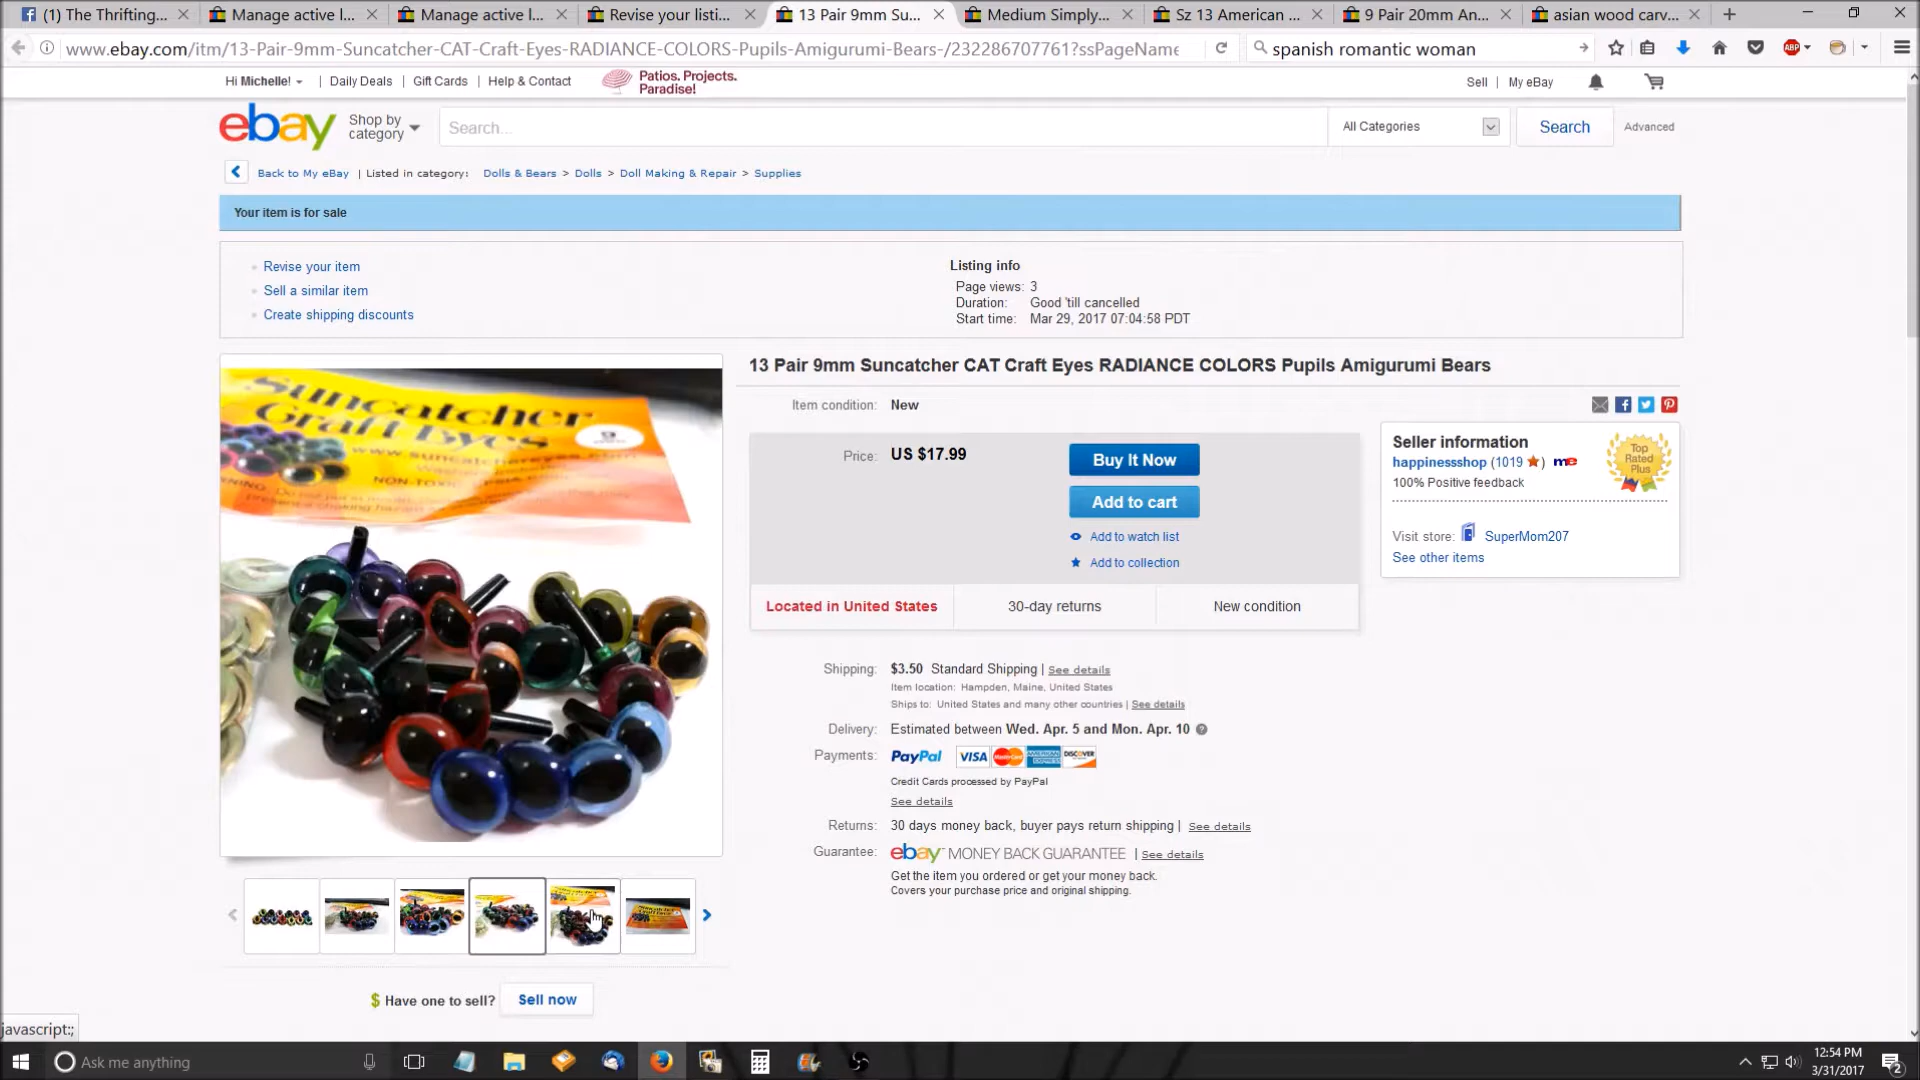 (1) The Thrifting...
Manage active l...
Manage active l...
Revise your listi...
13 Pair 9mm Su...
Medium Simply...
Sz 13 American ...
9 Pair 20mm An...
asian wood carv...
www.ebay.com/itm/13-Pair-9mm-Suncatcher-CAT-Craft-Eyes-RADIANCE-COLORS-Pupils-Amigurumi-Bears-/232286707761?ssPageName
spanish romantic woman
ABP
Hi Michelle! | Daily Deals | Gift Cards | Help & Contact
Patios. Projects.
Paradise!
Sell | My eBay
ebay
Shop by
category
Search...
All Categories
Search
Advanced
Back to My eBay | Listed in category: Dolls & Bears > Dolls > Doll Making & Repair > Supplies
Your item is for sale
Revise your item
Sell a similar item
Create shipping discounts
Listing info
Page views: 3
Duration: Good 'till cancelled
Start time: Mar 29, 2017 07:04:58 PDT
Suncatcher
Craft Eyes
9
www.suncatchereyes.com
NON-TOXIC
13 Pair 9mm Suncatcher CAT Craft Eyes RADIANCE COLORS Pupils Amigurumi Bears
Item condition: New
Price: US $17.99
Buy It Now
Add to cart
Add to watch list
Add to collection
Located in United States
30-day returns
New condition
Seller information
happinessshop (1019 ) me
100% Positive feedback
Top
Rated
Plus
Visit store: SuperMom207
See other items
Shipping: $3.50 Standard Shipping | See details
Item location: Hampden, Maine, United States
Ships to: United States and many other countries | See details
Delivery: Estimated between Wed. Apr. 5 and Mon. Apr. 10
Payments: PayPal VISA MasterCard AMERICAN EXPRESS DISCOVER
Credit Cards processed by PayPal
See details
Returns: 30 days money back, buyer pays return shipping | See details
Guarantee: ebay MONEY BACK GUARANTEE | See details
Get the item you ordered or get your money back.
Covers your purchase price and original shipping.
$ Have one to sell? Sell now
javascript:;
Ask me anything
12:54 PM
3/31/2017
2